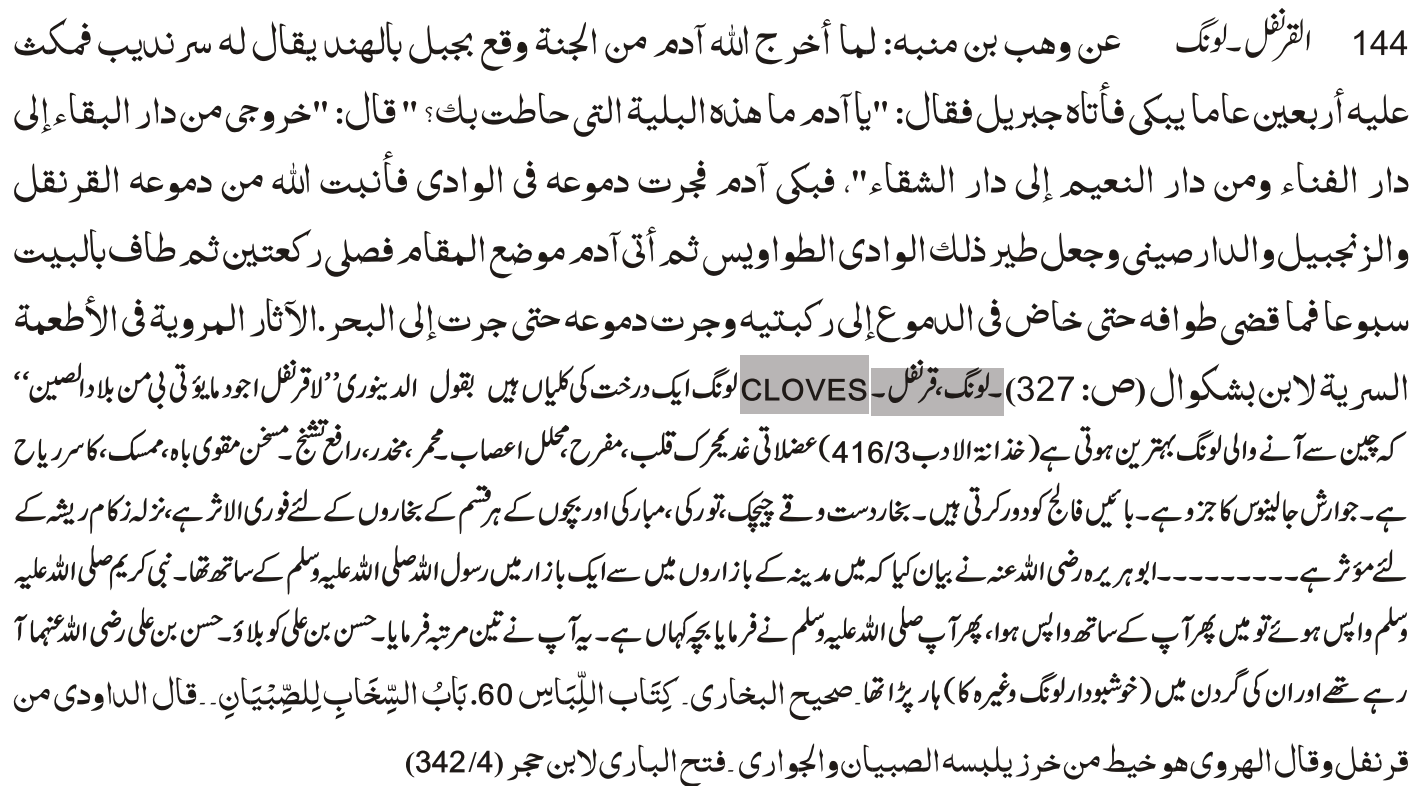 144 القرنفل۔لونگ عن وهب بن منبه: لما أخرج الله آدم من الجنة وقع بجبل بالهند يقال له سرنديب فمكث
عليه أربعين عاما يبكى فأتاه جبريل فقال: "يا آدم ما هذه البلية التى حاطت بك؟" قال: "خروجى من دار البقاء إلى
دار الفناء ومن دار النعيم إلى دار الشقاء"، فبكى آدم فجرت دموعه فى الوادى فأنبت الله من دموعه القرنقل
والزنجبيل والدارصينى وجعل طير ذلك الوادى الطواويس ثم أتى آدم موضع المقام فصلى ركعتين ثم طاف بالبيت
سبوعا فما قضى طوافه حتى خاض فى الدموع إلى ركبتيه وجرت دموعه حتى جرت إلى البحر.الآثار المروية فى الأطعمة
السرية لابن بشكوال (ص: 327)۔لونگ،قرنفل۔CLOVES لونگ ایک درخت کی کلیاں ہیں بقول الدینوری’’لاقرنفل اجود مایؤتی بی من بلاد الصین‘‘
کہ چین سے آنے والی لونگ بہترین ہوتی ہے(خذانۃ الادب416/3)عضلاتی غدی محرک قلب،مفرح،محلل اعصاب۔محمر،مخدر،رافع تشنج۔مسخن مقوی باہ،ممسک،کاسر ریاح
ہے۔جوارش جالینوس کا جزو ہے۔بائیں فالج کو دور کرتی ہیں۔بخار دست وقے چیچک،تورکی،مبارکی اور بچوں کے ہر قسم کے بخاروں کے لئے فوری الاثر ہے،نزلہ زکام ریشہ کے
لئے مؤثر ہے۔۔۔۔۔۔۔۔۔ابوہریرہ رضی اللہ عنہ نے بیان کیا کہ میں مدینہ کے بازاروں میں سے ایک بازار میں رسول اللہ صلی اللہ علیہ وسلم کے ساتھ تھا۔نبی کریم صلی اللہ علیہ
وسلم واپس ہوئے تو میں پھر آپ کے ساتھ واپس ہوا، پھر آپ صلی اللہ علیہ وسلم نے فرمایا بچہ کہاں ہے۔یہ آپ نے تین مرتبہ فرمایا۔حسن بن علی کو بلاؤ۔حسن بن علی رضی اللہ عنہما آ
رہے تھے اور ان کی گردن میں (خوشبودار لونگ وغیرہ کا) ہار پڑا تھا۔صحيح البخارى۔ كِتَاب اللِّبَاسِ 60.بَابُ السِّخَابِ لِلصِّبْيَانِ۔۔قال الداودى من
قرنفل وقال الهروى هو خيط من خرز يلبسه الصبيان والجوارى۔فتح البارى لابن حجر (342/4)